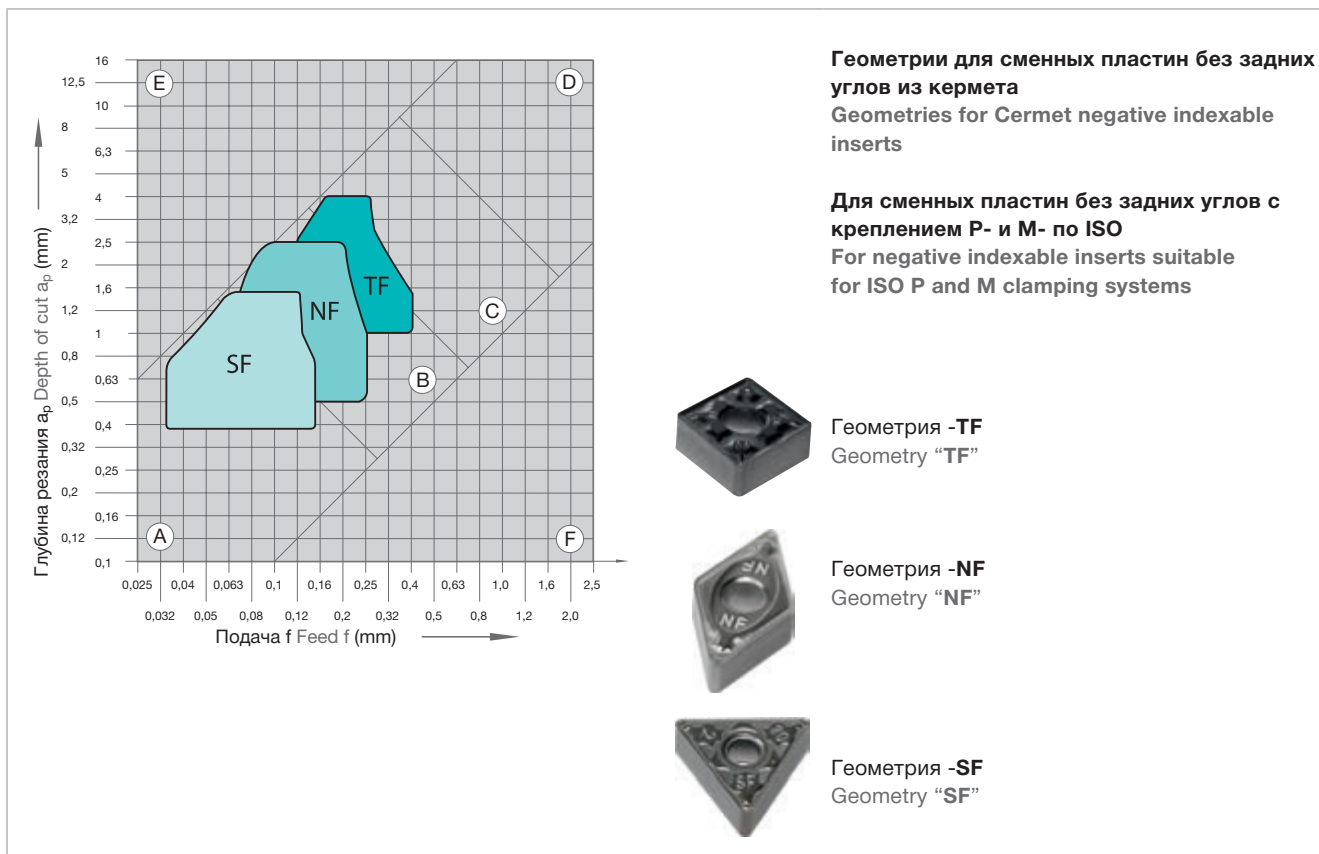 16
12,5
10
8
6,3
5
4
3,2
2,5
2
1,6
1,2
1
0,8
0,63
0,5
0,4
0,32
0,25
0,2
0,16
0,12
0,1
Глубина резания ap Depth of cut ap (mm)
E
D
C
B
A
F
TF
NF
SF
0,025 0,04 0,063 0,1 0,16 0,25 0,4 0,63 1,0 1,6 2,5
0,032 0,05 0,08 0,12 0,2 0,32 0,5 0,8 1,2 2,0
Подача f Feed f (mm)
Геометрии для сменных пластин без задних
углов из кермета
Geometries for Cermet negative indexable
inserts
Для сменных пластин без задних углов с
креплением P- и M- по ISO
For negative indexable inserts suitable
for ISO P and M clamping systems
Геометрия -TF
Geometry “TF”
NF
NF
Геометрия -NF
Geometry “NF”
SF
Геометрия -SF
Geometry “SF”